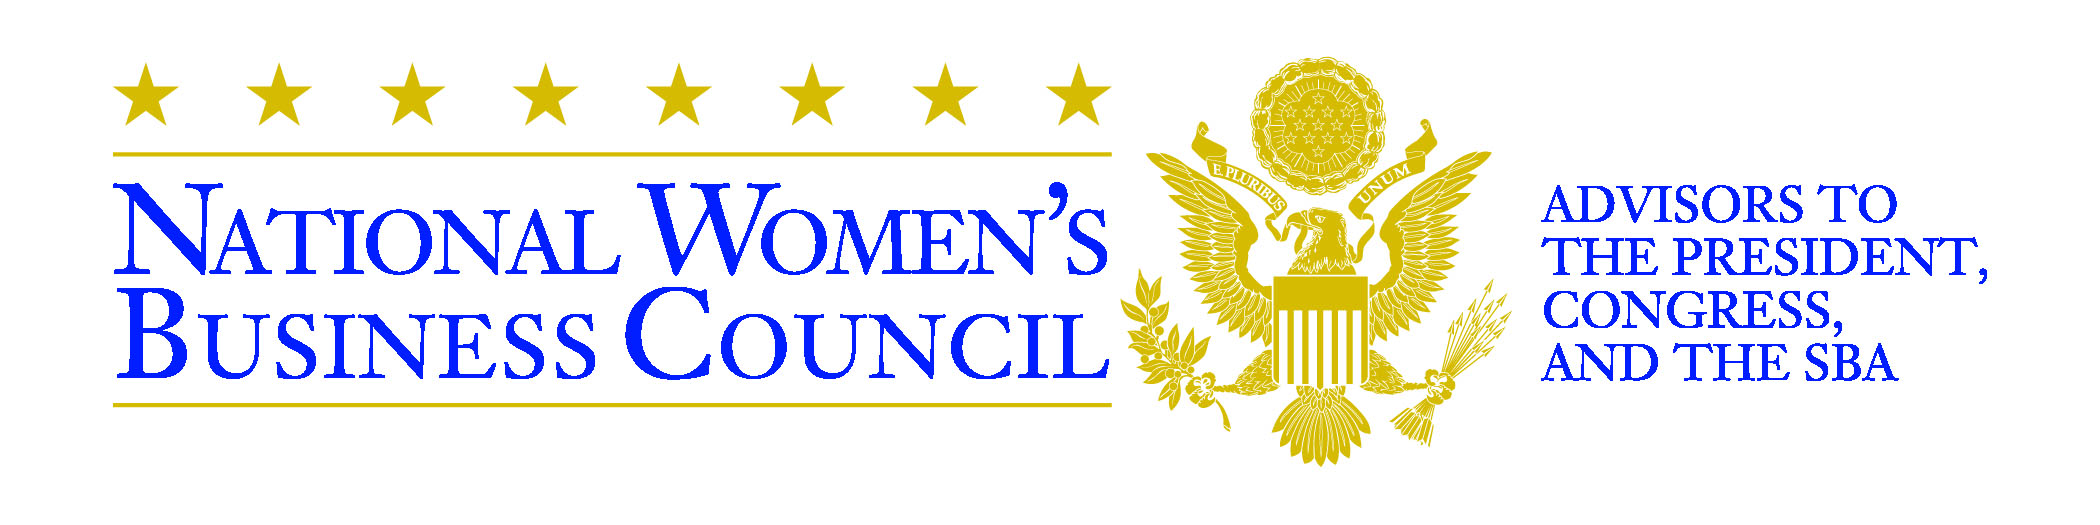 NATIONAL WOMEN'S
BUSINESS COUNCIL
E PLURIBUS UNUM
ADVISORS TO
THE PRESIDENT,
CONGRESS,
AND THE SBA